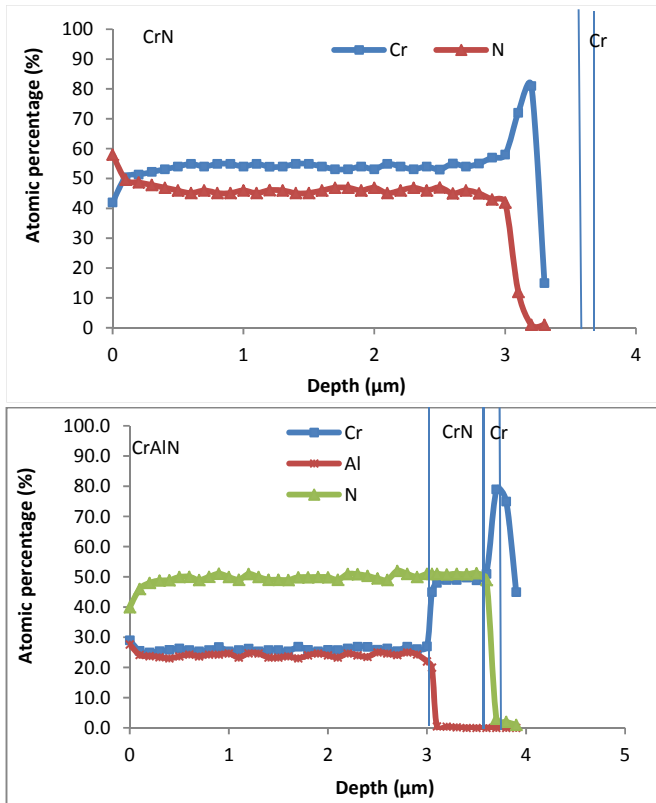 CrN
Cr
N
Cr
100
90
80
70
60
50
40
30
20
10
0
Atomic percentage (%)
0 1 2 3 4
Depth (µm)
CrAlN
Cr
Al
N
CrN
Cr
100.0
90.0
80.0
70.0
60.0
50.0
40.0
30.0
20.0
10.0
0.0
Atomic percentage (%)
0 1 2 3 4 5
Depth (µm)